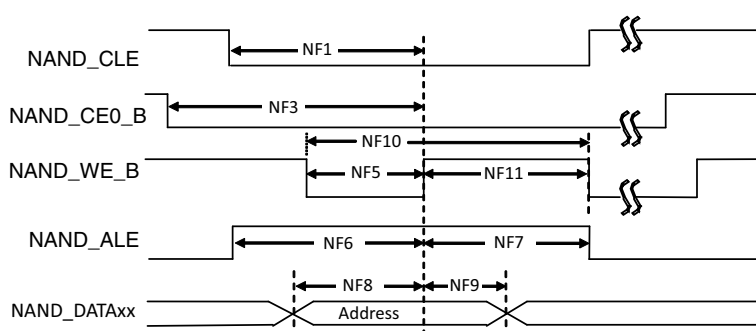 NAND_CLE
NF1
NF3
NAND_CE0_B
NF10
NAND_WE_B
NF5
NF11
NAND_ALE
NF6
NF7
NF8
NF9
NAND_DATAxx
Address